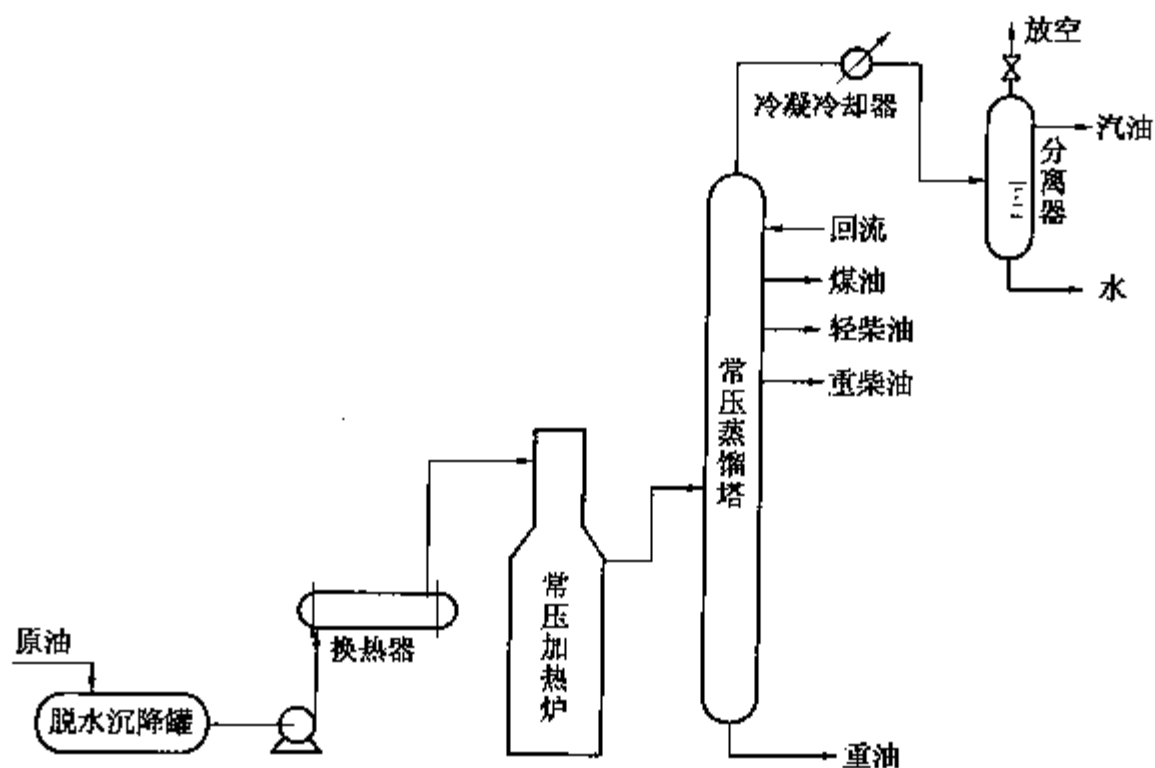 放空
冷凝冷却器
汽油
分离器
回流
煤油
水
轻柴油
重柴油
常压蒸馏塔
常压加热炉
换热器
原油
脱水沉降罐
重油